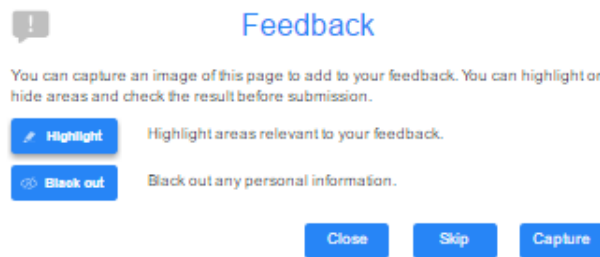 Feedback
You can capture an image of this page to add to your feedback. You can highlight or
hide areas and check the result before submission.
Highlight Highlight areas relevant to your feedback.
Black out Black out any personal information.
Close Skip Capture